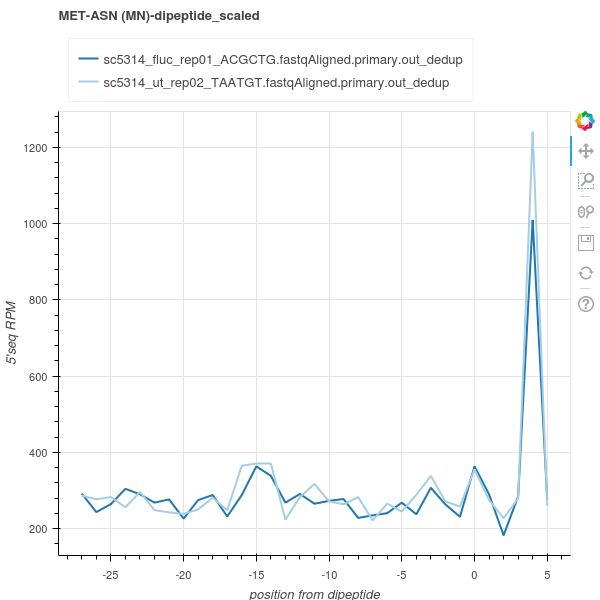 MET-ASN (MN)-dipeptide_scaled
sc5314_fluc_rep01_ACGCTG.fastqAligned.primary.out_dedup
sc5314_ut_rep02_TAATGT.fastqAligned.primary.out_dedup
5'seq RPM
1200
1000
800
600
400
200
-25 -20 -15 -10 -5 0 5
position from dipeptide